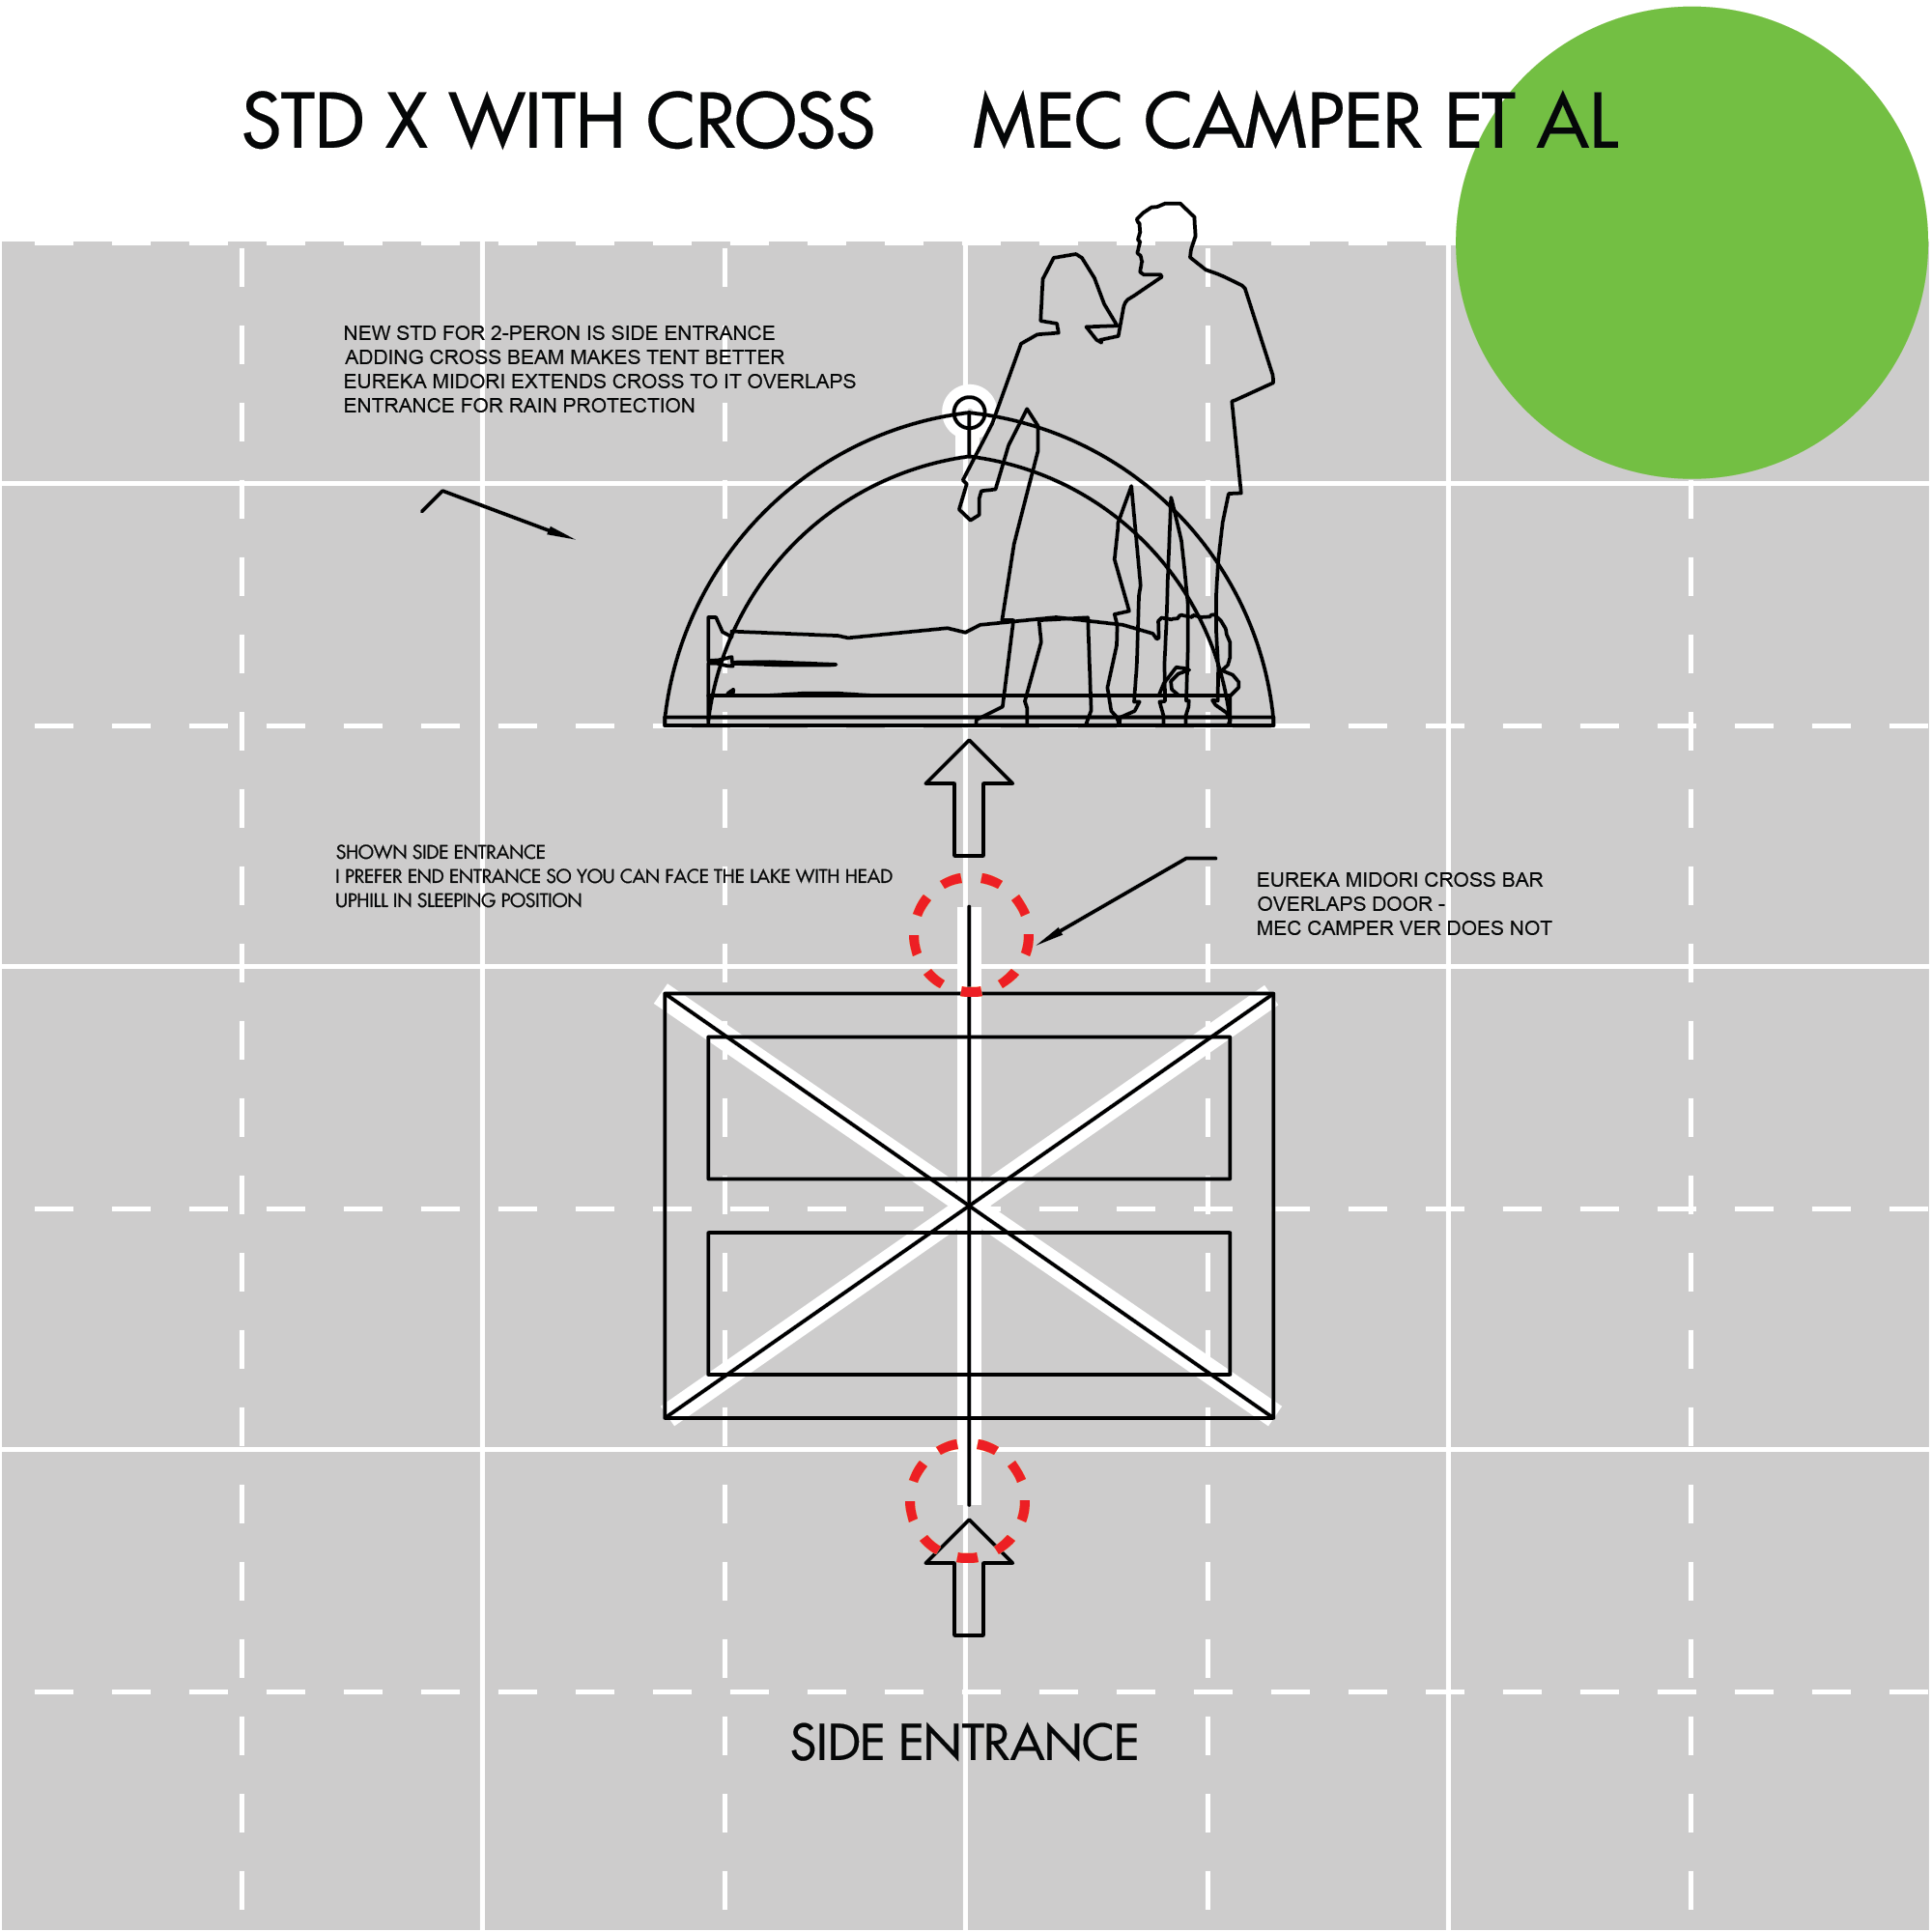 STD X WITH CROSS MEC CAMPER ET AL
NEW STD FOR 2-PERON IS SIDE ENTRANCE
ADDING CROSS BEAM MAKES TENT BETTER
EUREKA MIDORI EXTENDS CROSS TO IT OVERLAPS
ENTRANCE FOR RAIN PROTECTION
SHOWN SIDE ENTRANCE
I PREFER END ENTRANCE SO YOU CAN FACE THE LAKE WITH HEAD
UPHILL IN SLEEPING POSITION
EUREKA MIDORI CROSS BAR
OVERLAPS DOOR -
MEC CAMPER VER DOES NOT
SIDE ENTRANCE